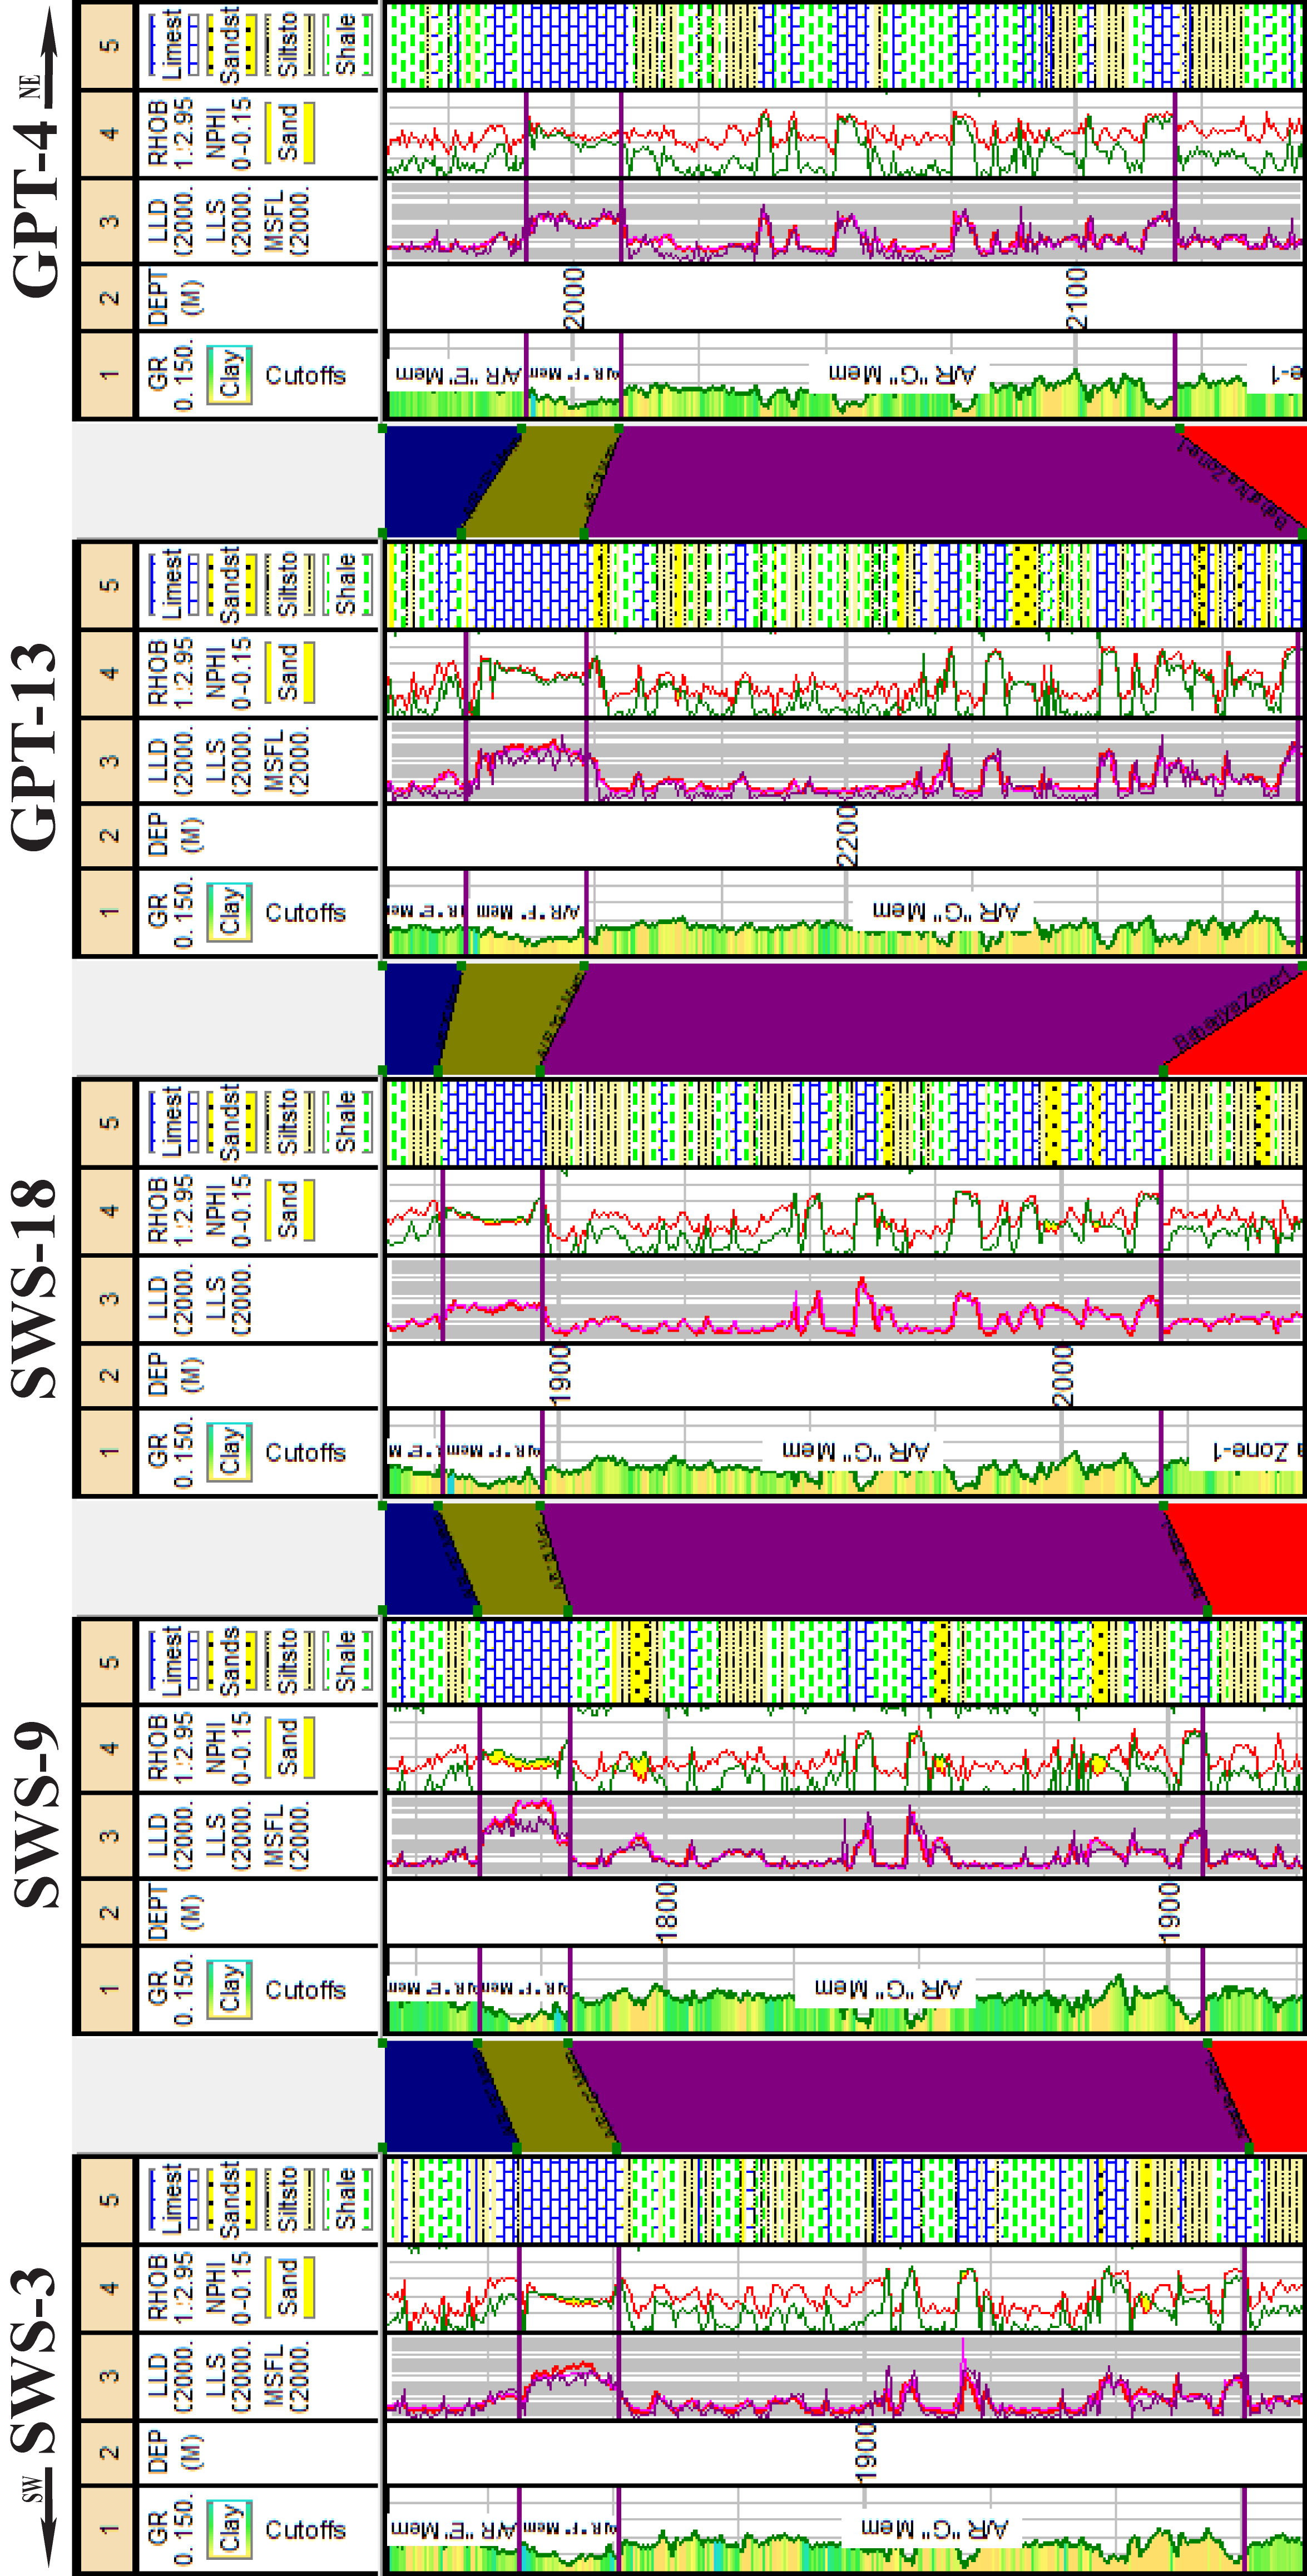 SW SWS-3
1 2 3 4 5
GR
0. 150.
Clay
Cutoffs
DEP
(M)
LLD
(2000.
LLS
(2000.
MSFL
(2000.
RHOB
1.:2.95
NPHI
0-0.15
Sand
Limest
Sandst
Siltsto
Shale
A/R "E" Mem
A/R "F" Mem
A/R "G" Mem
1900
SWS-9
1 2 3 4 5
GR
0. 150.
Clay
Cutoffs
DEPT
(M)
LLD
(2000.
LLS
(2000.
MSFL
(2000.
RHOB
1.:2.95
NPHI
0-0.15
Sand
Limest
Sands
Siltsto
Shale
A/R "E" Mem
A/R "F" Mem
A/R "G" Mem
1800
1900
SWS-18
1 2 3 4 5
GR
0. 150.
Clay
Cutoffs
DEP
(M)
LLD
(2000.
LLS
(2000.
RHOB
1.:2.95
NPHI
0-0.15
Sand
Limest
Sandst
Siltsto
Shale
"E" M
A/R "F" Mem
A/R "G" Mem
Zone-1
1900
2000
Baharyia Zone-1
GPT-13
1 2 3 4 5
GR
0. 150.
Clay
Cutoffs
DEP
(M)
LLD
(2000.
LLS
(2000.
MSFL
(2000.
RHOB
1.:2.95
NPHI
0-0.15
Sand
Limest
Sandst
Siltsto
Shale
A/R "E" Mem
A/R "F" Mem
A/R "G" Mem
2200
GPT-4 NE
1 2 3 4 5
GR
0. 150.
Clay
Cutoffs
DEPT
(M)
LLD
(2000.
LLS
(2000.
MSFL
(2000.
RHOB
1.:2.95
NPHI
0-0.15
Sand
Limest
Sandst
Siltsto
Shale
A/R "E" Mem
A/R "F" Mem
A/R "G" Mem
e-1
2000
2100